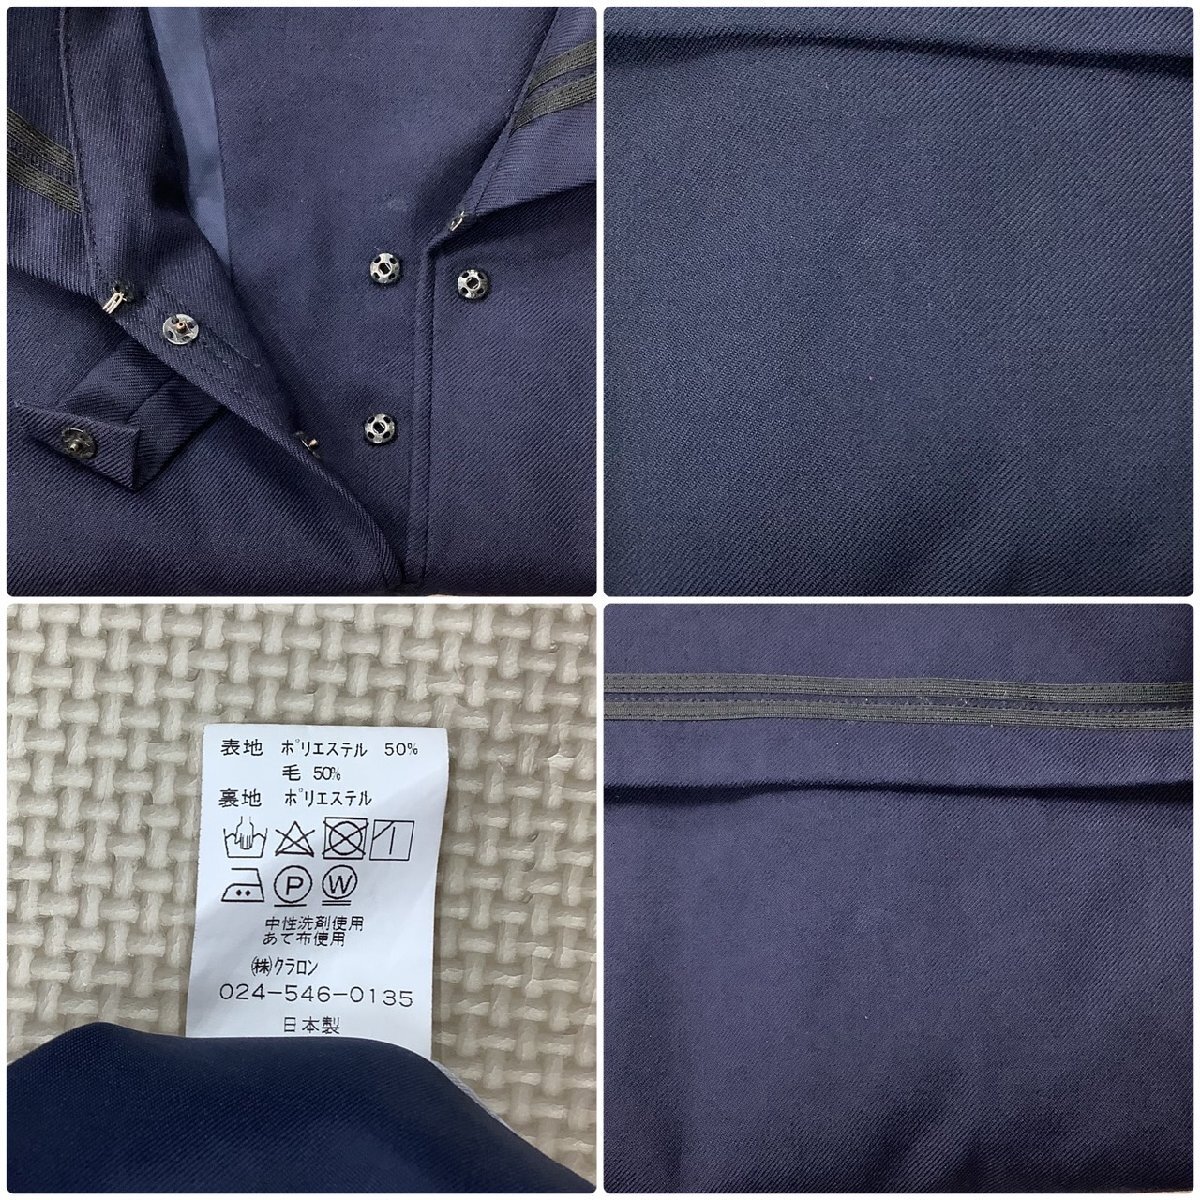 表地 ポリエステル 50%
毛 50%
裏地 ポリエステル
P W
中性洗剤使用
あて布使用
㈱クラロン
024-546-0135
日本製